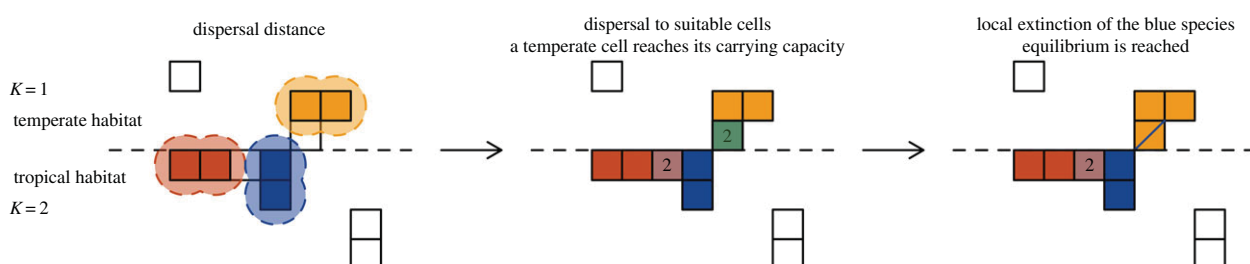 dispersal distance
dispersal to suitable cells
a temperate cell reaches its carrying capacity
local extinction of the blue species
equilibrium is reached
K = 1
temperate habitat
tropical habitat
K = 2
2
2
2